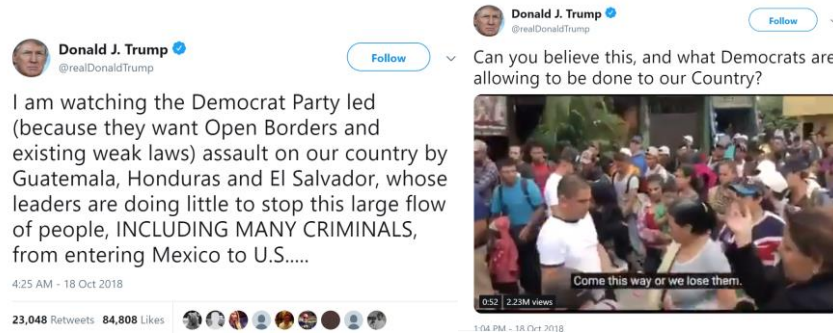 Donald J. Trump
@realDonaldTrump
Follow
I am watching the Democrat Party led
(because they want Open Borders and
existing weak laws) assault on our country by
Guatemala, Honduras and El Salvador, whose
leaders are doing little to stop this large flow
of people, INCLUDING MANY CRIMINALS,
from entering Mexico to U.S.....
4:25 AM - 18 Oct 2018
23,048 Retweets 84,808 Likes
Donald J. Trump
@realDonaldTrump
Follow
Can you believe this, and what Democrats are
allowing to be done to our Country?
Come this way or we lose them.
0:52 2.23M views
1:04 PM - 18 Oct 2018